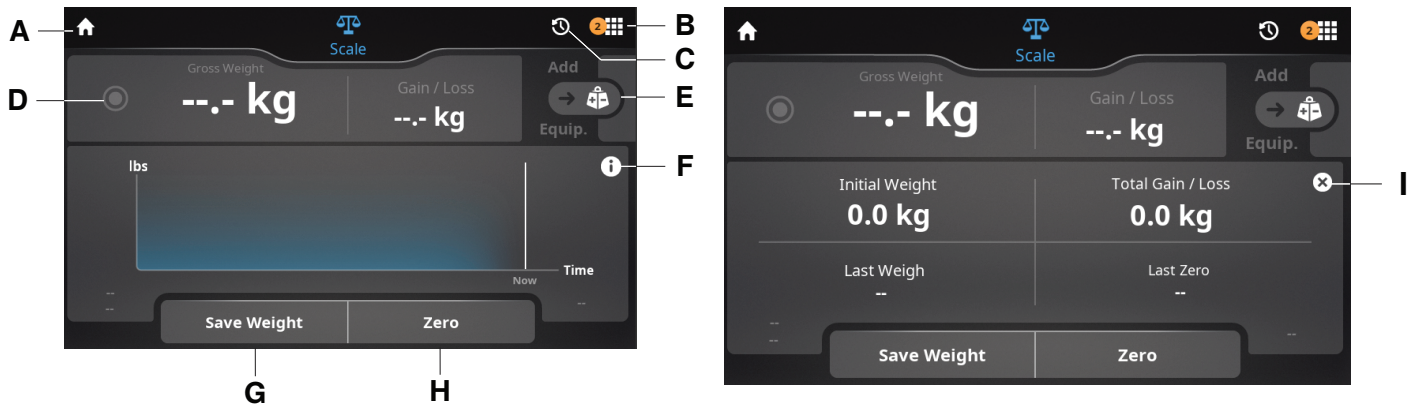 A
B
C
D
E
F
G
H
2
Scale
Gross Weight
--.- kg
Gain / Loss
--.- kg
Add
Equip.
lbs
Time
Now
--
--
--
Save Weight
Zero
2
Scale
Gross Weight
--.- kg
Gain / Loss
--.- kg
Add
Equip.
Initial Weight
0.0 kg
Total Gain / Loss
0.0 kg
I
Last Weigh
--
Last Zero
--
--
--
--
Save Weight
Zero